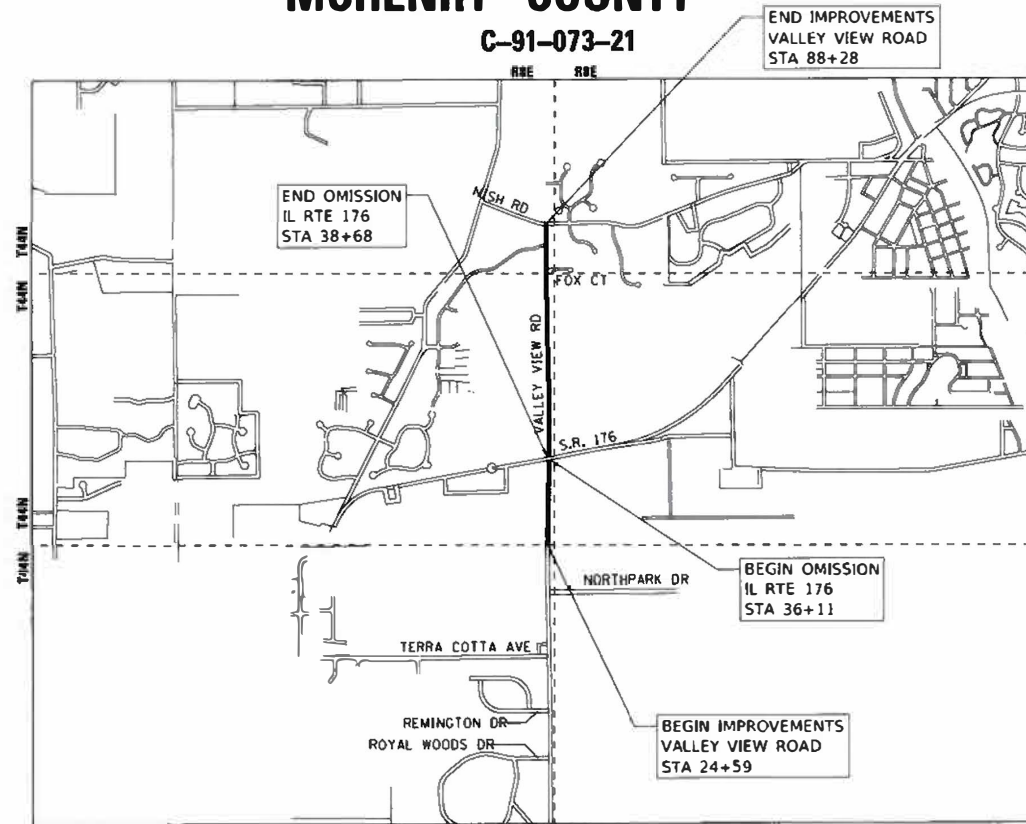 McHENRY COUNTY
C-91-073-21
R8E R8E
END IMPROVEMENTS
VALLEY VIEW ROAD
STA 88+28
END OMISSION
IL RTE 176
STA 38+68
NISH RD
T44N
T44N
FOX CT
VALLEY VIEW RD
S.R. 176
T44N
T44N
BEGIN OMISSION
IL RTE 176
STA 36+11
NORTHPARK DR
TERRA COTTA AVE
REMINGTON DR
ROYAL WOODS DR
BEGIN IMPROVEMENTS
VALLEY VIEW ROAD
STA 24+59